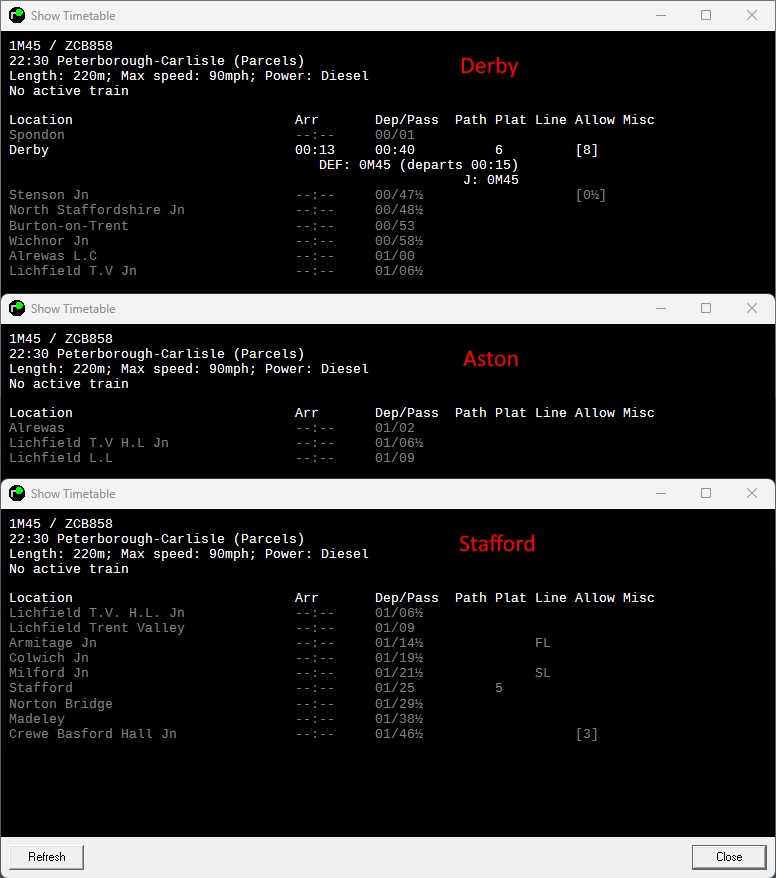 Show Timetable
1M45 / ZCB858
22:30 Peterborough-Carlisle (Parcels)
Derby
Length: 220m; Max speed: 90mph; Power: Diesel
No active train
Location Arr Dep/Pass Path Plat Line Allow Misc
Spondon --:-- 00/01
Derby 00:13 00:40 6 [8]
DEF: 0M45 (departs 00:15)
J: 0M45
Stenson Jn --:-- 00/47½ [0½]
North Staffordshire Jn --:-- 00/48½
Burton-on-Trent --:-- 00/53
Wichnor Jn --:-- 00/58½
Alrewas L.C --:-- 01/00
Lichfield T.V Jn --:-- 01/06½
Show Timetable
1M45 / ZCB858
22:30 Peterborough-Carlisle (Parcels)
Aston
Length: 220m; Max speed: 90mph; Power: Diesel
No active train
Location Arr Dep/Pass Path Plat Line Allow Misc
Alrewas --:-- 01/02
Lichfield T.V H.L Jn --:-- 01/06½
Lichfield L.L --:-- 01/09
Show Timetable
1M45 / ZCB858
22:30 Peterborough-Carlisle (Parcels)
Stafford
Length: 220m; Max speed: 90mph; Power: Diesel
No active train
Location Arr Dep/Pass Path Plat Line Allow Misc
Lichfield T.V. H.L. Jn --:-- 01/06½
Lichfield Trent Valley --:-- 01/09
Armitage Jn --:-- 01/14½ FL
Colwich Jn --:-- 01/19½
Milford Jn --:-- 01/21½ SL
Stafford --:-- 01/25 5
Norton Bridge --:-- 01/29½
Madeley --:-- 01/38½
Crewe Basford Hall Jn --:-- 01/46½ [3]
Refresh Close